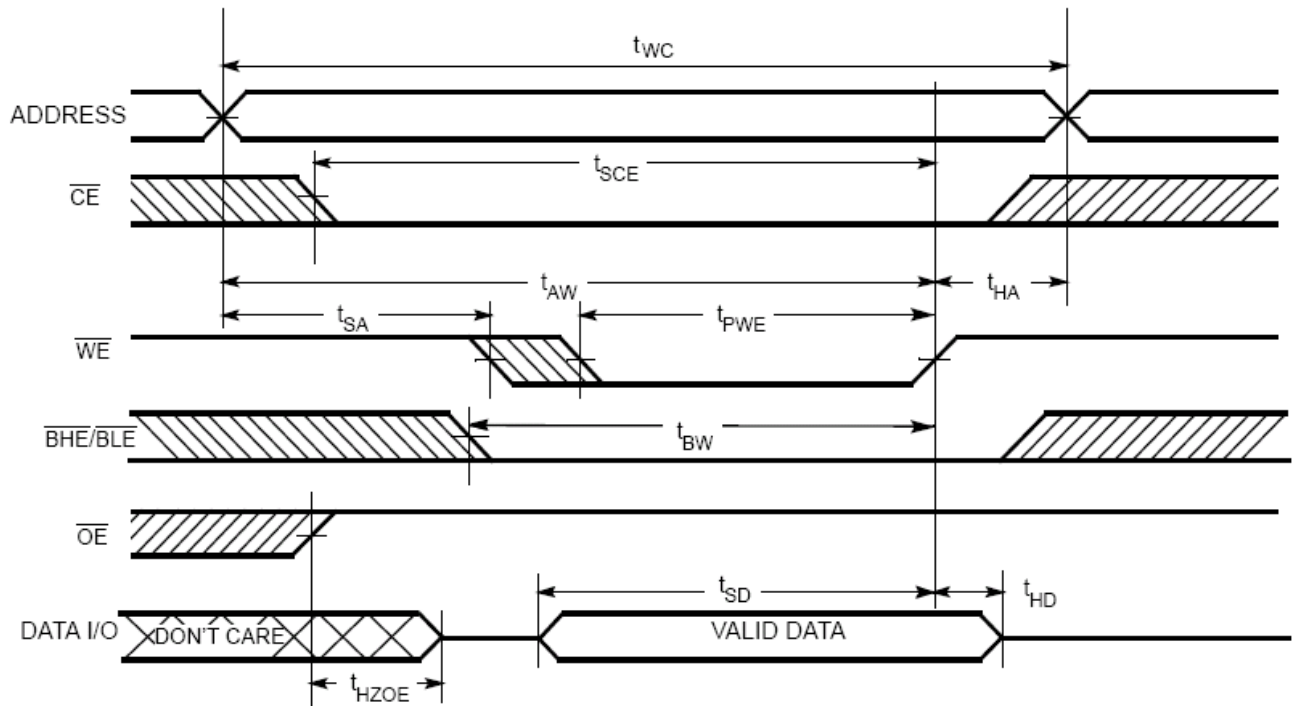 tWC
ADDRESS
tSCE
CE
tAW
tHA
tSA
tPWE
WE
BHE/BLE
tBW
OE
tSD
tHD
DATA I/O
DON'T CARE
VALID DATA
tHZOE